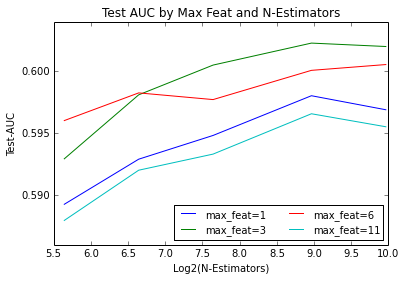 Test AUC by Max Feat and N-Estimators
Test-AUC
0.600
0.595
0.590
max_feat=1 max_feat=6
max_feat=3 max_feat=11
5.5 6.0 6.5 7.0 7.5 8.0 8.5 9.0 9.5 10.0
Log2(N-Estimators)